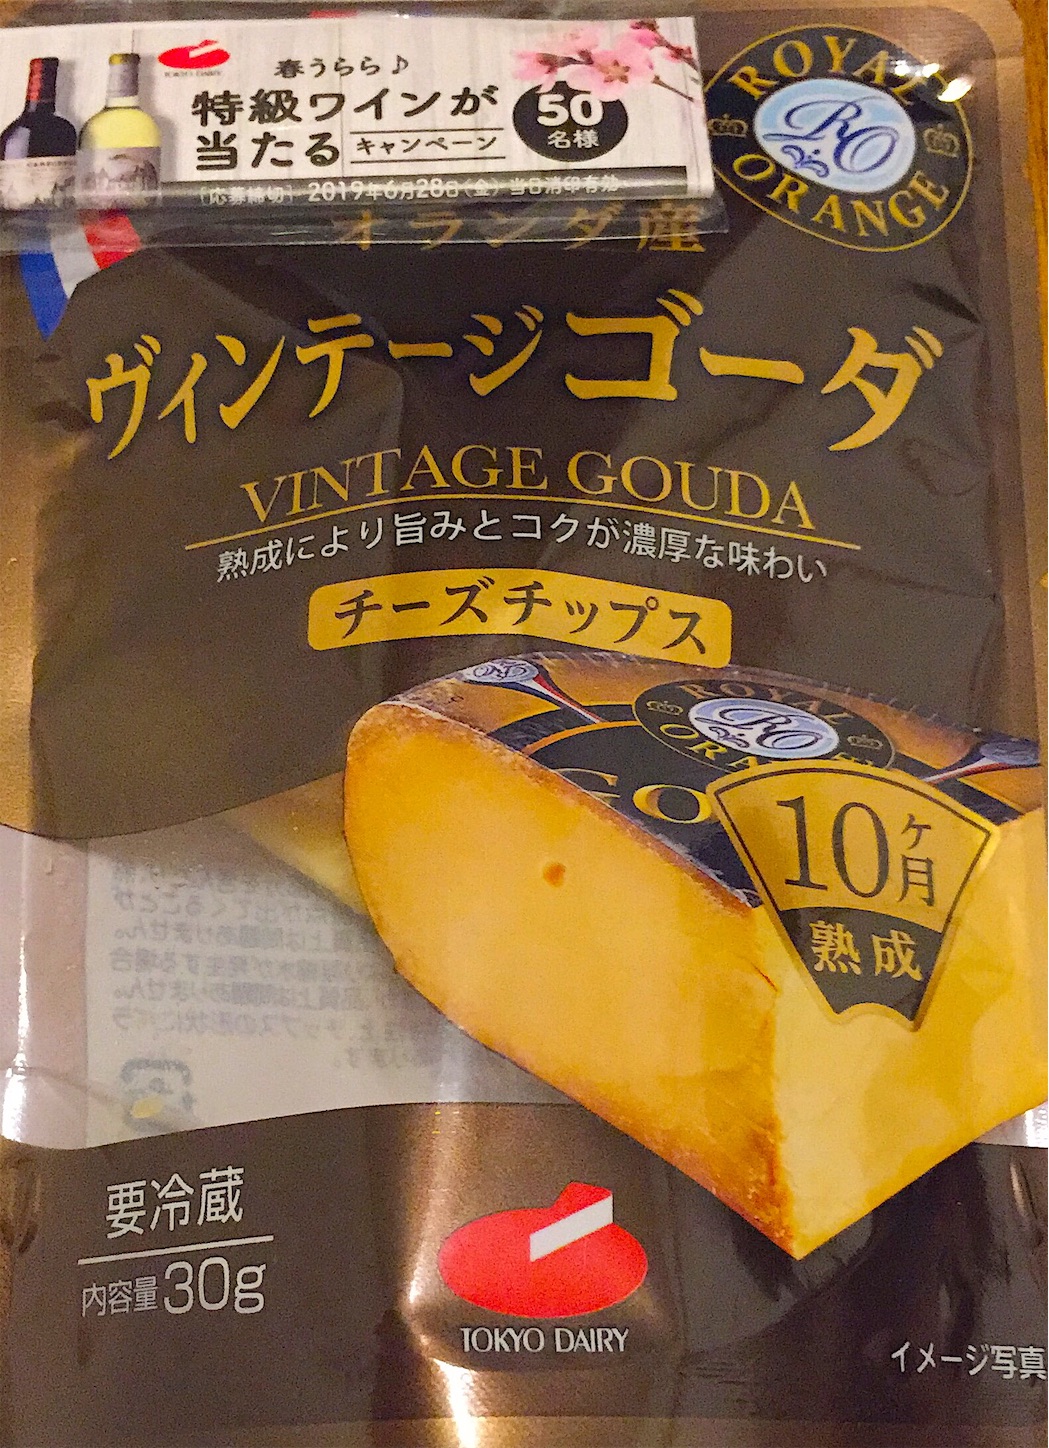 TOKYO DAIRY
春うらら♪
特級ワインが
当たる キャンペーン
50
名様
[応募締切] 2019年6月28日(金) 当日消印有効
ROYAL
RO
ORANGE
オランダ産
ヴィンテージゴーダ
VINTAGE GOUDA
熟成により旨みとコクが濃厚な味わい
チーズチップス
ROYAL
RO
GO
10ヶ月
熟成
要冷蔵
内容量30g
TOKYO DAIRY
イメージ写真